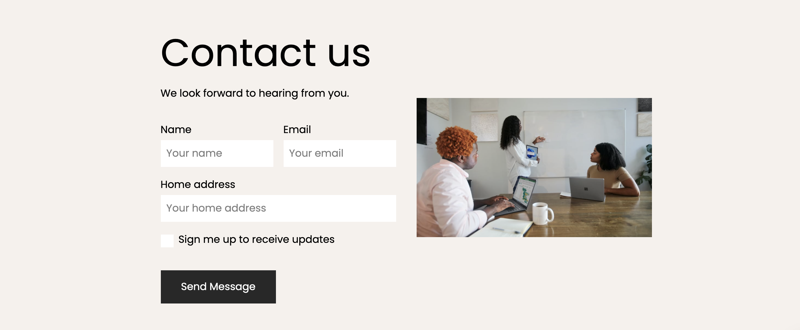 Contact us
We look forward to hearing from you.
Name
Email
Your name
Your email
Home address
Your home address
Sign me up to receive updates
Send Message